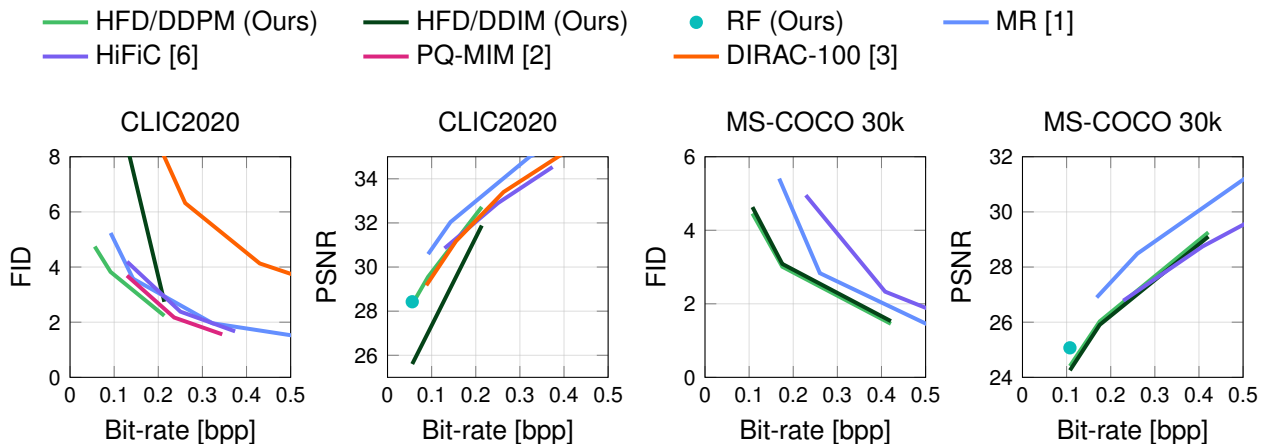 HFD/DDPM (Ours) HFD/DDIM (Ours) RF (Ours) MR [1]
HiFiC [6] PQ-MIM [2] DIRAC-100 [3]
CLIC2020
FID
8
6
4
2
0
0 0.1 0.2 0.3 0.4 0.5
Bit-rate [bpp]
CLIC2020
PSNR
34
32
30
28
26
0 0.1 0.2 0.3 0.4 0.5
Bit-rate [bpp]
MS-COCO 30k
FID
6
4
2
0
0 0.1 0.2 0.3 0.4 0.5
Bit-rate [bpp]
MS-COCO 30k
PSNR
32
30
28
26
24
0 0.1 0.2 0.3 0.4 0.5
Bit-rate [bpp]